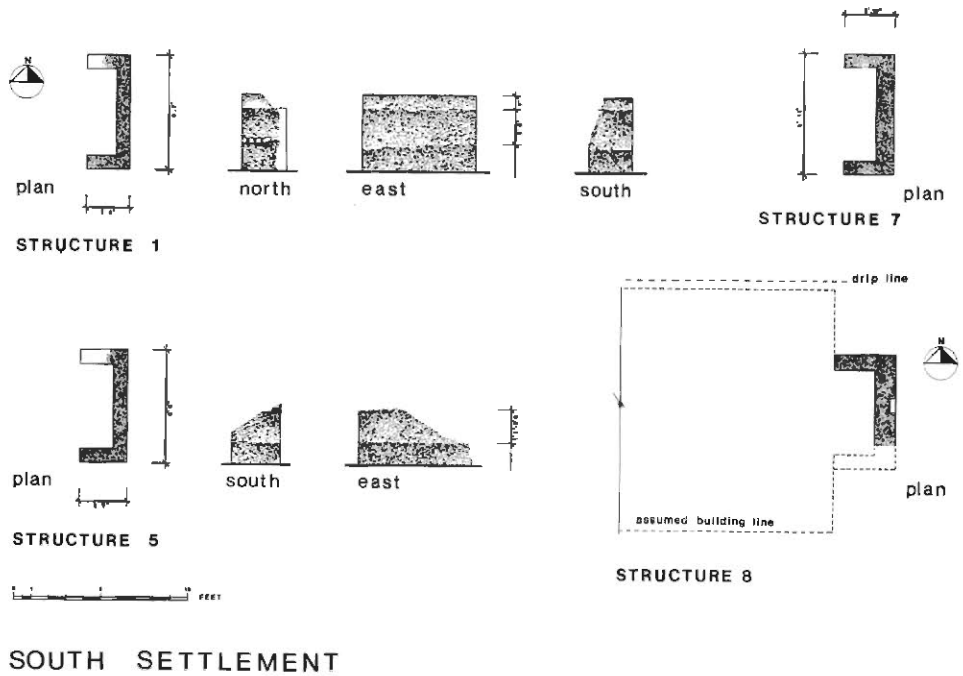 N
plan
north
east
south
STRUCTURE 1
plan
STRUCTURE 7
drip line
N
plan
south
east
plan
assumed building line
STRUCTURE 5
STRUCTURE 8
FEET
SOUTH SETTLEMENT